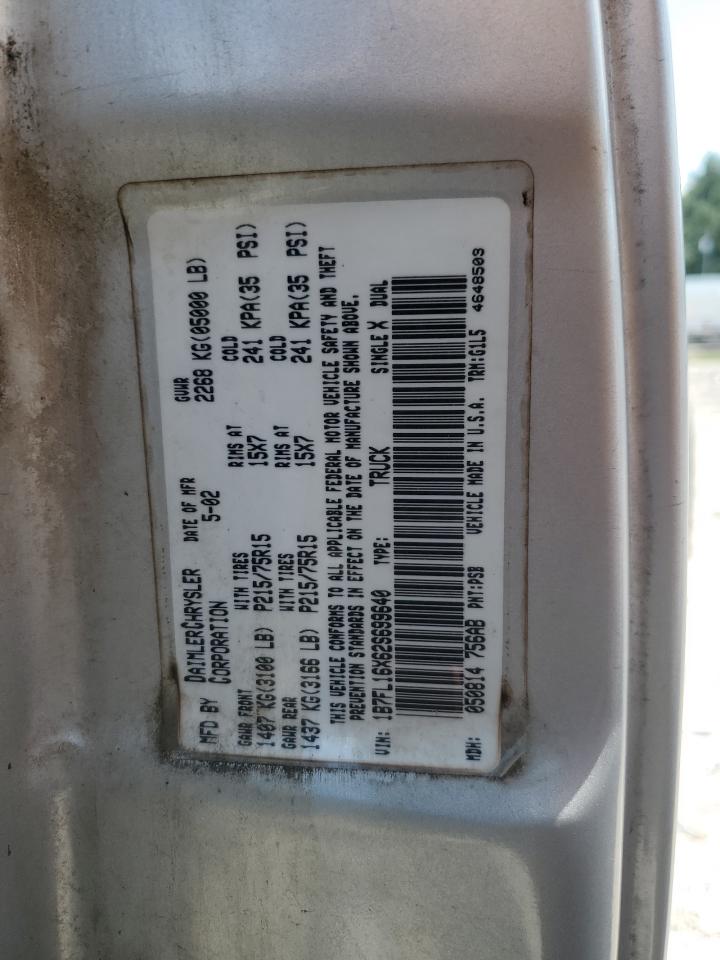 MFD BY DAIMLERCHRYSLER CORPORATION DATE OF MFR 5-02 GVWR 2268 KG(05000 LB)
GAWR FRONT WITH TIRES RIMS AT COLD
1407 KG(3100 LB) P215/75R15 15X7 241 KPA(35 PSI)
GAWR REAR WITH TIRES RIMS AT COLD
1437 KG(3166 LB) P215/75R15 15X7 241 KPA(35 PSI)
THIS VEHICLE CONFORMS TO ALL APPLICABLE FEDERAL MOTOR VEHICLE SAFETY AND THEFT
PREVENTION STANDARDS IN EFFECT ON THE DATE OF MANUFACTURE SHOWN ABOVE.
VIN: 1B7FL16X62S699640 TYPE: TRUCK SINGLE X DUAL
MDH: 050814 756AB PNT:PSB VEHICLE MADE IN U.S.A. TRM:G1L5 4648503